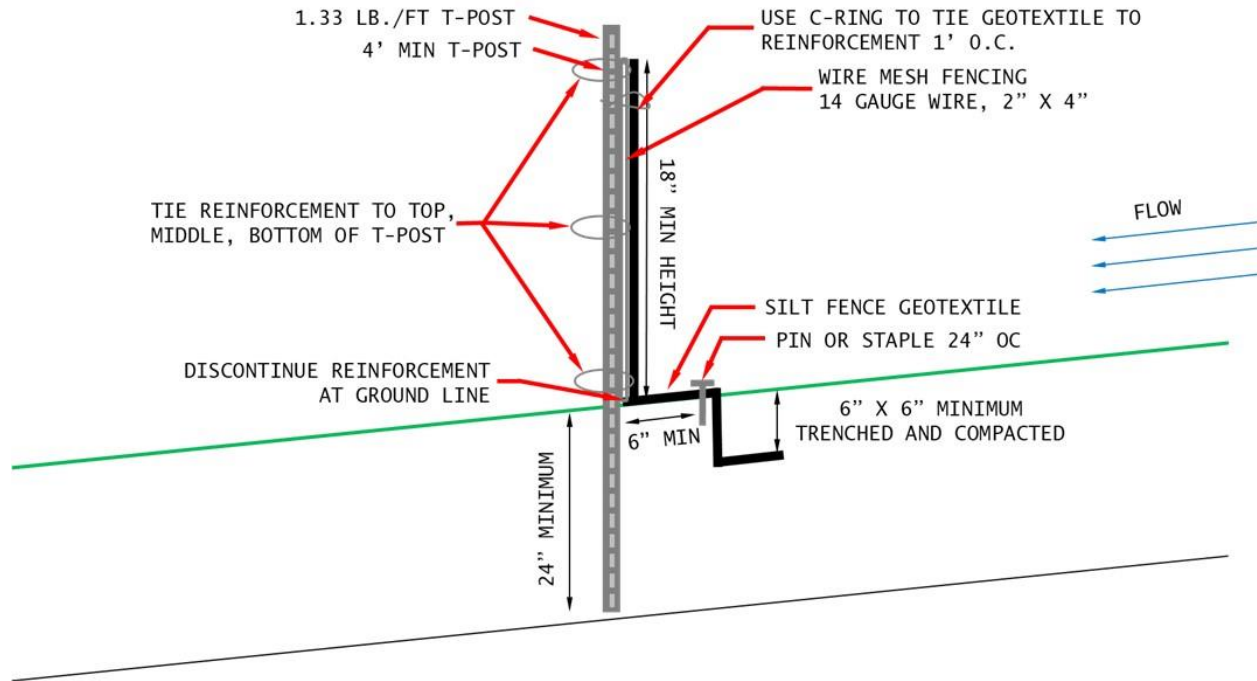 1.33 LB./FT T-POST
4’ MIN T-POST
USE C-RING TO TIE GEOTEXTILE TO
REINFORCEMENT 1’ O.C.
WIRE MESH FENCING
14 GAUGE WIRE, 2” X 4”
18” MIN HEIGHT
TIE REINFORCEMENT TO TOP,
MIDDLE, BOTTOM OF T-POST
FLOW
SILT FENCE GEOTEXTILE
PIN OR STAPLE 24” OC
DISCONTINUE REINFORCEMENT
AT GROUND LINE
6” MIN
6” X 6” MINIMUM
TRENCHED AND COMPACTED
24” MINIMUM